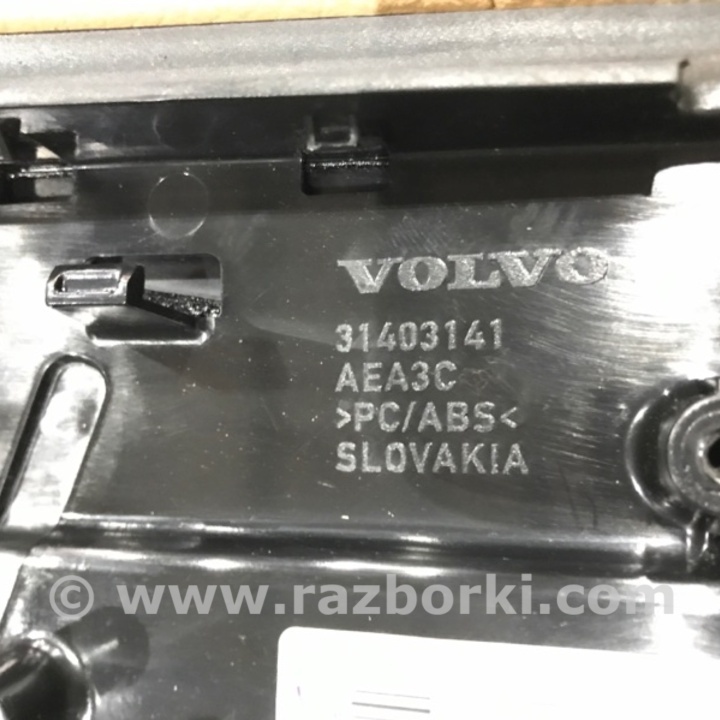 VOLVO
31403141
AEA3C
>PC/ABS<
SLOVAKIA
© www.razborki.com